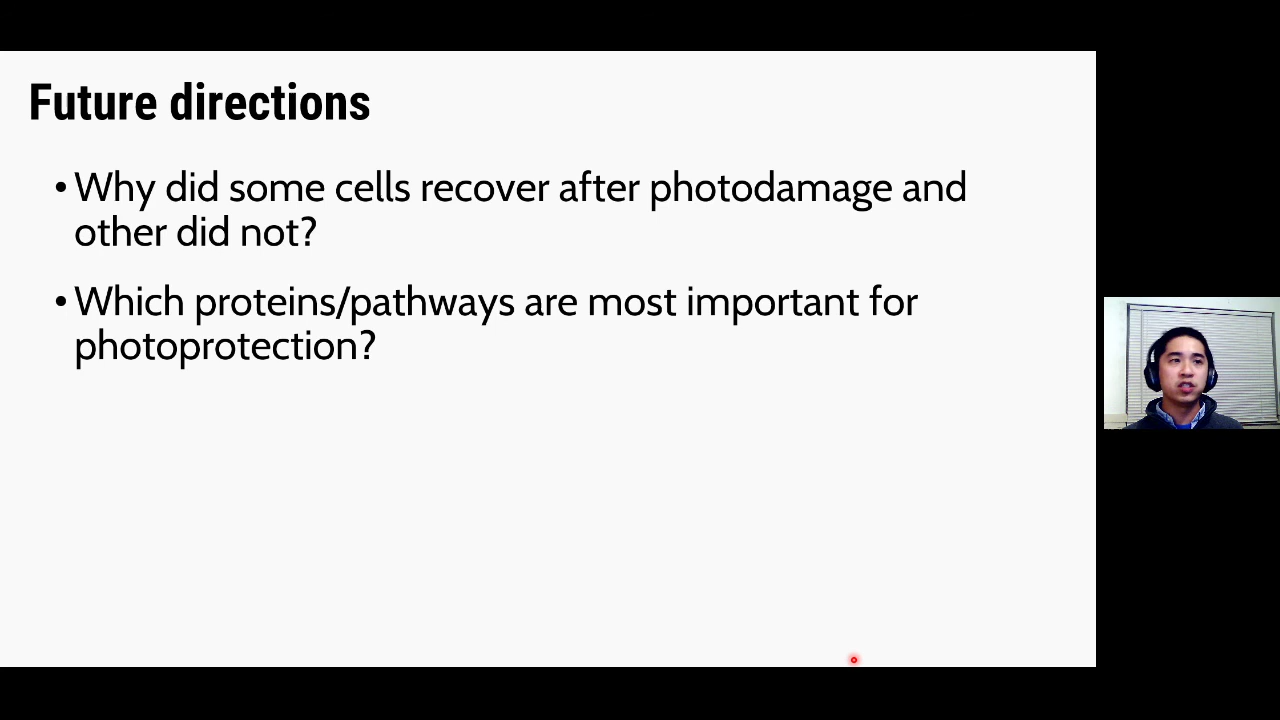 Future directions
• Why did some cells recover after photodamage and
other did not?
• Which proteins/pathways are most important for
photoprotection?